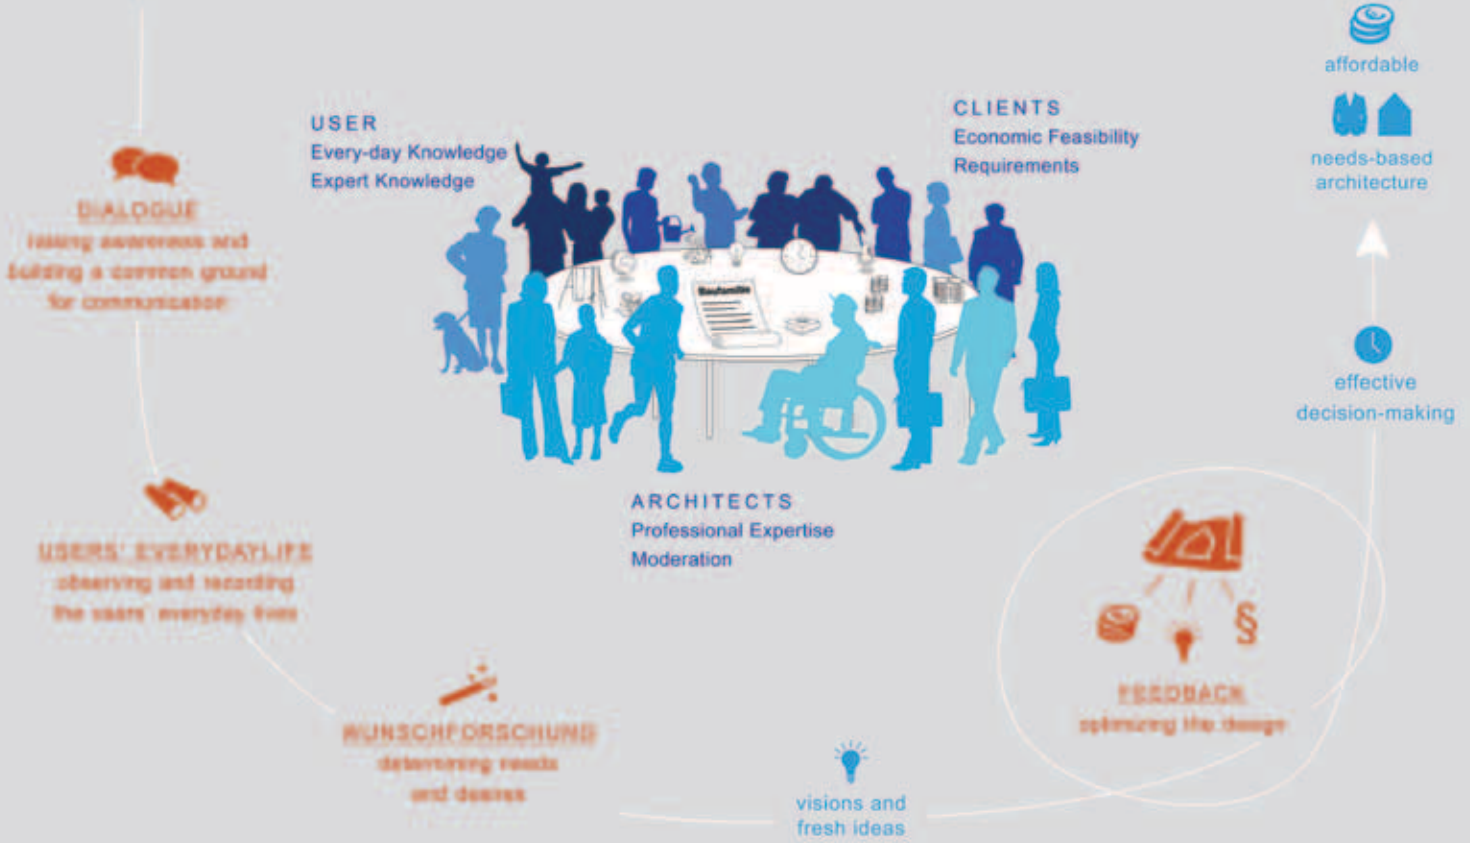 USER
Every-day Knowledge
Expert Knowledge
CLIENTS
Economic Feasibility
Requirements
ARCHITECTS
Professional Expertise
Moderation
DIALOGUE
raising awareness and
building a common ground
for communication
USERS' EVERYDAYLIFE
observing and recording
the users' everyday lives
WUNSCHFORSCHUNG
determining needs
and desires
visions and
fresh ideas
§
FEEDBACK
optimizing the design
effective
decision-making
needs-based
architecture
affordable
Baufamilie